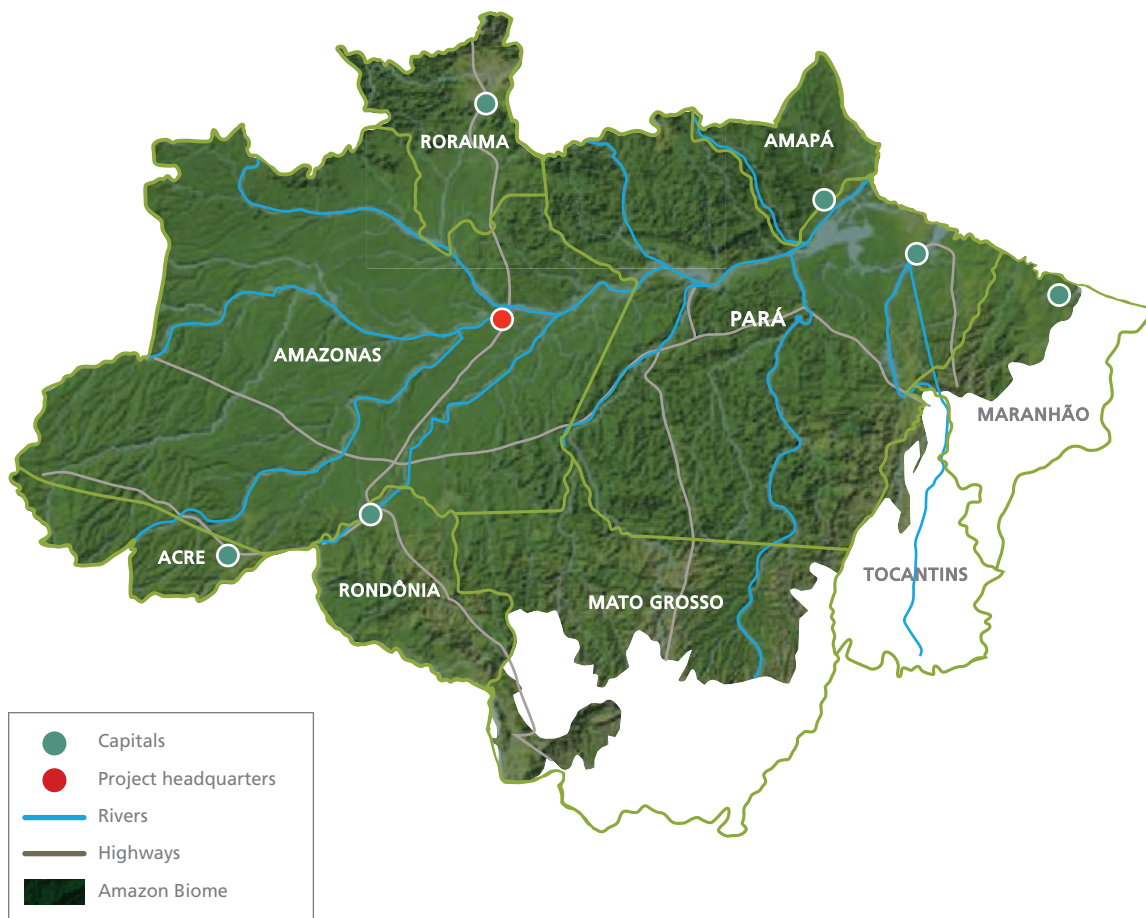 RORAIMA
AMAPÁ
PARÁ
AMAZONAS
MARANHÃO
ACRE
RONDÔNIA
MATO GROSSO
TOCANTINS
Capitals
Project headquarters
Rivers
Highways
Amazon Biome